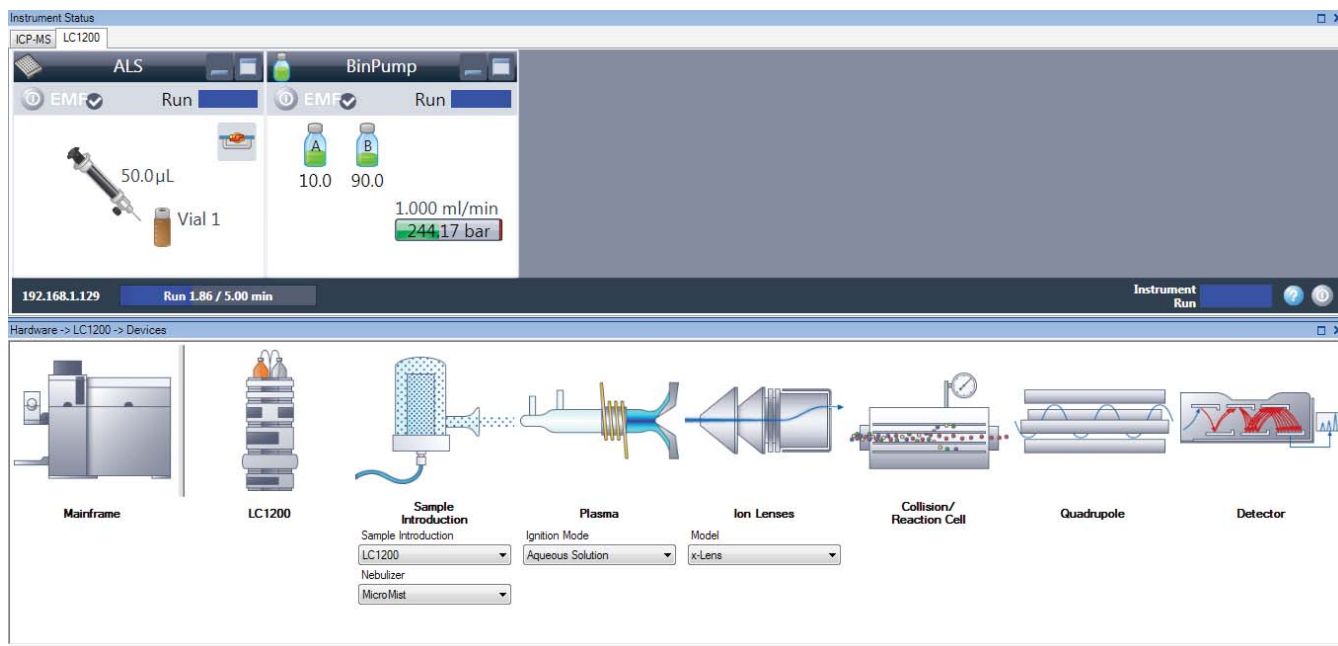 Instrument Status
ICP-MS LC1200
ALS BinPump
EMF Run EMF Run
A B
50.0 µL 10.0 90.0
1.000 ml/min
Vial 1
244.17 bar
192.168.1.129 Run 1.86 / 5.00 min Instrument
Run
Hardware -> LC1200 -> Devices
Mainframe LC1200 Sample
Introduction Plasma Ion Lenses Collision/
Reaction Cell Quadrupole Detector
Sample Introduction Ignition Mode Model
LC1200 Aqueous Solution x-Lens
Nebulizer
MicroMist